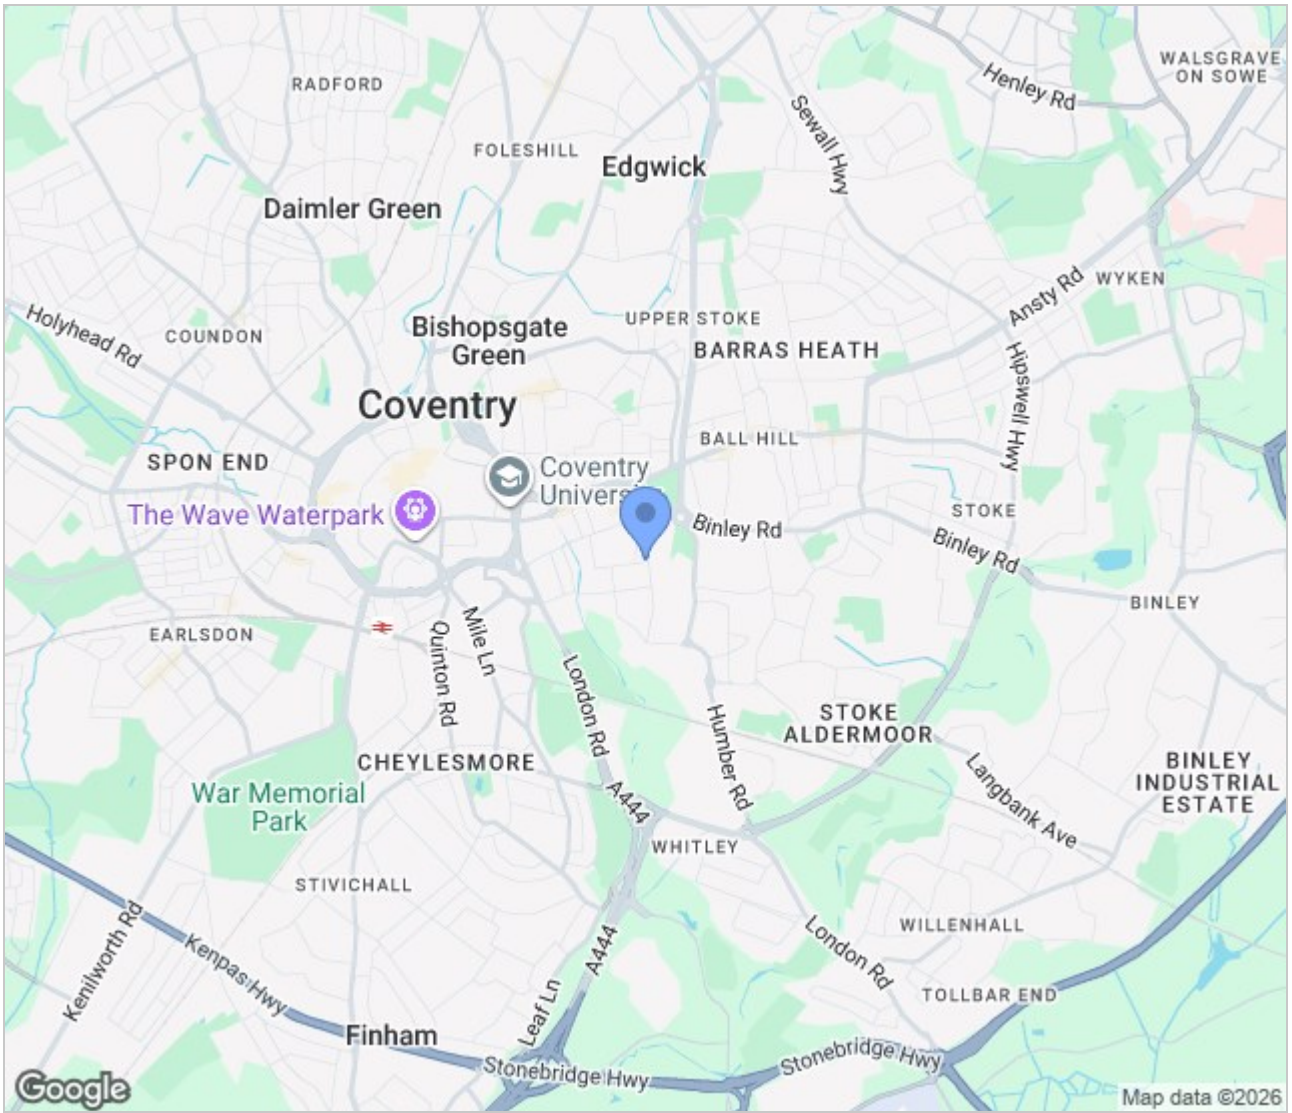 WALSGRAVE
ON SOWE
RADFORD
Henley Rd
Sewall Hwy
FOLESHILL
Edgwick
Daimler Green
WYKEN
Ansty Rd
Holyhead Rd
COUNDON
Bishopsgate
Green
UPPER STOKE
BARRAS HEATH
Hipswell Hwy
Coventry
BALL HILL
SPON END
Coventry
The Wave Waterpark
STOKE
Binley Rd
Binley Rd
BINLEY
EARLSDON
Mile Ln
Quinton Rd
London Rd
Humber Rd
STOKE
ALDERMOOR
CHEYLESMORE
Langbank Ave
BINLEY
INDUSTRIAL
ESTATE
War Memorial
Park
A444
WHITLEY
STIVICHALL
WILLENHALL
London Rd
Kenilworth Rd
Kenpas Hwy
A444
Leaf Ln
TOLLBAR END
Finham
Stonebridge Hwy
Stonebridge Hwy
Google
Map data ©2026